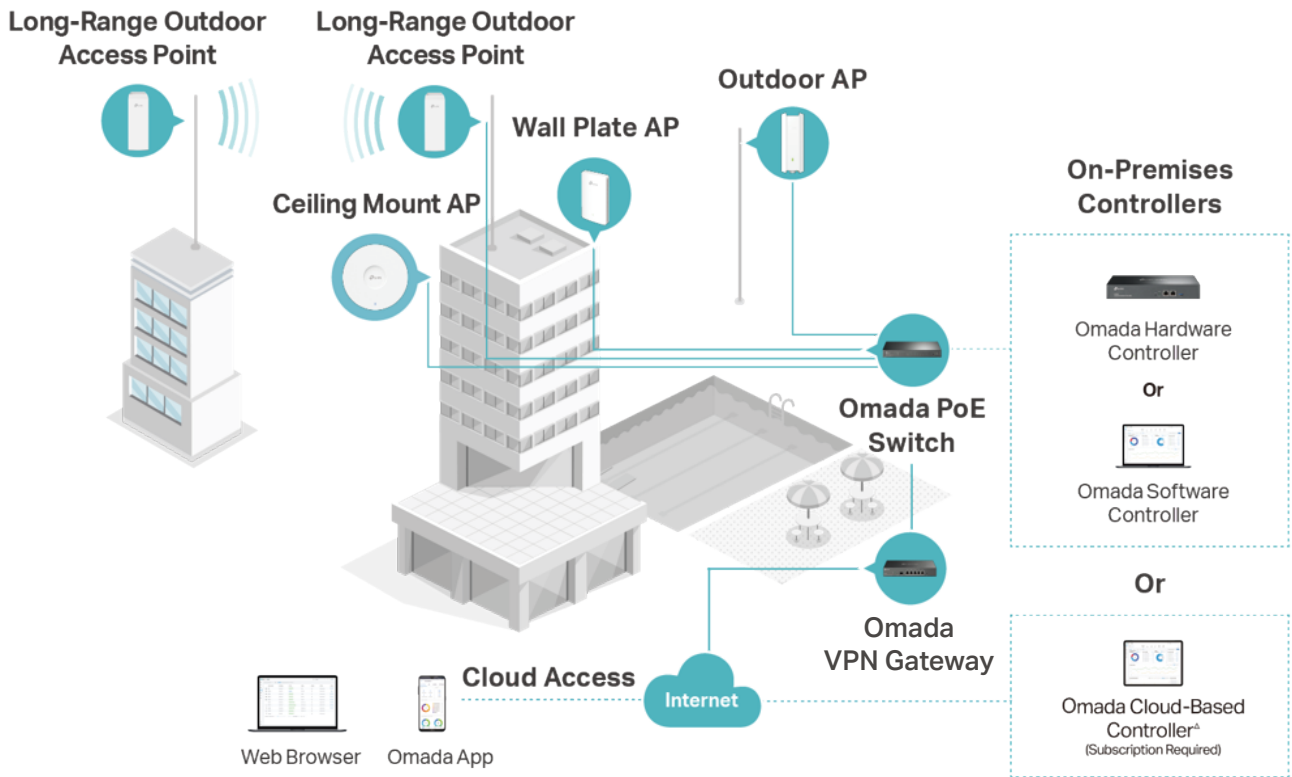 Long-Range Outdoor
Access Point
Long-Range Outdoor
Access Point
Outdoor AP
Wall Plate AP
Ceiling Mount AP
On-Premises
Controllers
Omada Hardware
Controller
Or
Omada Software
Controller
Omada PoE
Switch
Or
Omada
VPN Gateway
Cloud Access
Internet
Omada Cloud-Based
Controller△
(Subscription Required)
Web Browser
Omada App